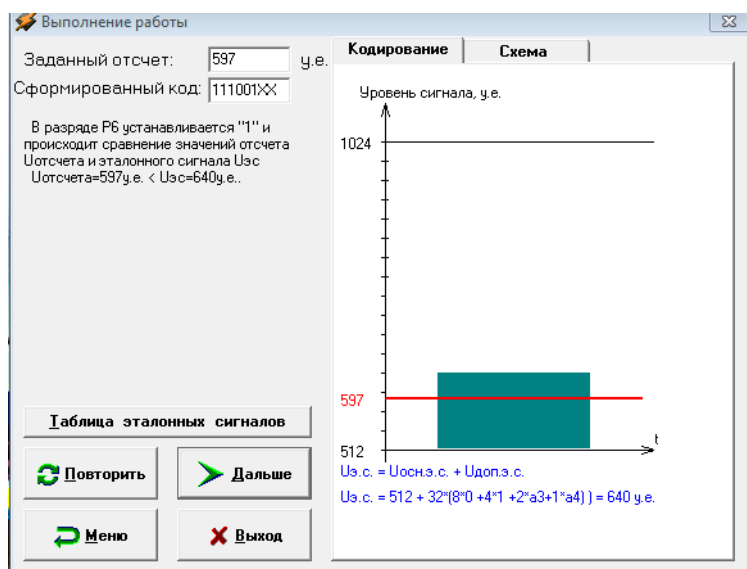 Выполнение работы
Заданный отсчет: 597 у.е.
Сформированный код: 111001XX
В разряде Р6 устанавливается "1" и
происходит сравнение значений отсчета
Uотсчета и эталонного сигнала Uэс
Uотсчета=597у.е. < Uэс=640у.е..
Таблица эталонных сигналов
Повторить
Дальше
Меню
Выход
Кодирование
Схема
Уровень сигнала, у.е.
1024
597
512
t
Uэ.с. = Uосн.э.с. + Uдоп.э.с.
Uэ.с. = 512 + 32*(8*0 +4*1 +2*a3+1*a4) ) = 640 у.е.